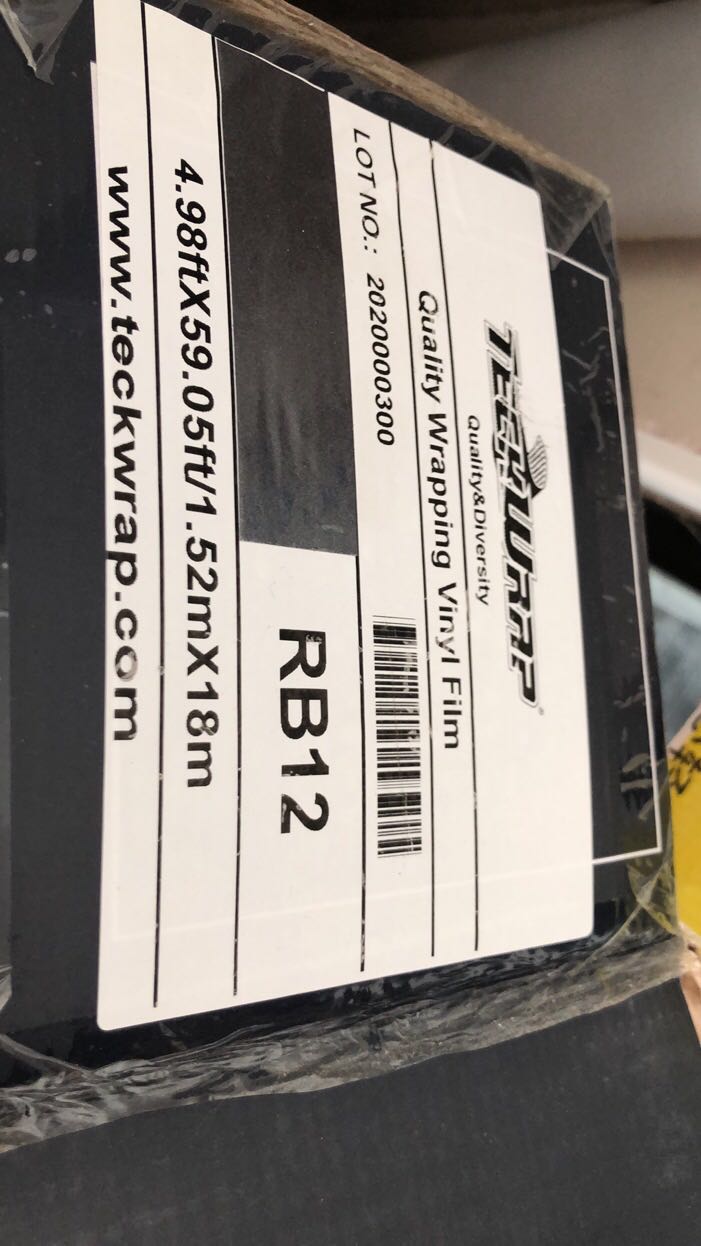 TECKWRAP®
Quality&Diversity
Quality Wrapping Vinyl Film
LOT NO.: 2020000300
RB12
4.98ftX59.05ft/1.52mX18m
www.teckwrap.com